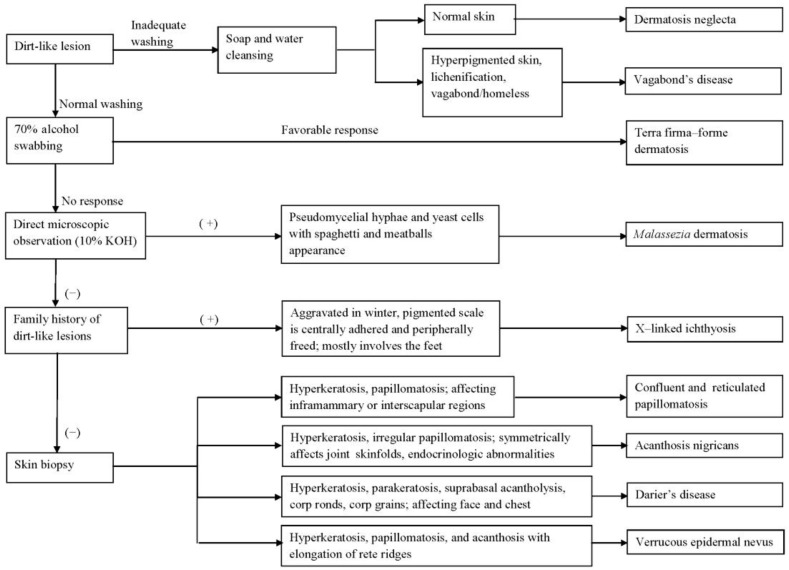 Dirt-like lesion
Inadequate
washing
Soap and water
cleansing
Normal skin
Dermatosis neglecta
Hyperpigmented skin,
lichenification,
vagabond/homeless
Vagabond's disease
Normal washing
70% alcohol
swabbing
Favorable response
Terra firma–forme
dermatosis
No response
Direct microscopic
observation (10% KOH)
(+)
Pseudomycelial hyphae and yeast cells
with spaghetti and meatballs
appearance
Malassezia dermatosis
(−)
Family history of
dirt-like lesions
(+)
Aggravated in winter, pigmented scale
is centrally adhered and peripherally
freed; mostly involves the feet
X–linked ichthyosis
(−)
Skin biopsy
Hyperkeratosis, papillomatosis; affecting
inframammary or interscapular regions
Confluent and reticulated
papillomatosis
Hyperkeratosis, irregular papillomatosis; symmetrically
affects joint skinfolds, endocrinologic abnormalities
Acanthosis nigricans
Hyperkeratosis, parakeratosis, suprabasal acantholysis,
corp ronds, corp grains; affecting face and chest
Darier's disease
Hyperkeratosis, papillomatosis, and acanthosis with
elongation of rete ridges
Verrucous epidermal nevus